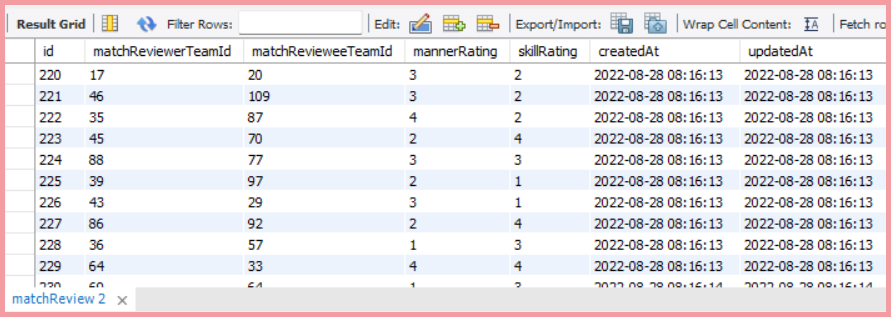 Result Grid Filter Rows: Edit: Export/Import: Wrap Cell Content: IA Fetch ro
id matchReviewerTeamId matchRevieweeTeamId mannerRating skillRating createdAt updatedAt
220 17 20 3 2 2022-08-28 08:16:13 2022-08-28 08:16:13
221 46 109 3 2 2022-08-28 08:16:13 2022-08-28 08:16:13
222 35 87 4 2 2022-08-28 08:16:13 2022-08-28 08:16:13
223 45 70 2 4 2022-08-28 08:16:13 2022-08-28 08:16:13
224 88 77 3 3 2022-08-28 08:16:13 2022-08-28 08:16:13
225 39 97 2 1 2022-08-28 08:16:13 2022-08-28 08:16:13
226 43 29 3 1 2022-08-28 08:16:13 2022-08-28 08:16:13
227 86 92 2 4 2022-08-28 08:16:13 2022-08-28 08:16:13
228 36 57 1 3 2022-08-28 08:16:13 2022-08-28 08:16:13
229 64 33 4 4 2022-08-28 08:16:13 2022-08-28 08:16:13
matchReview 2